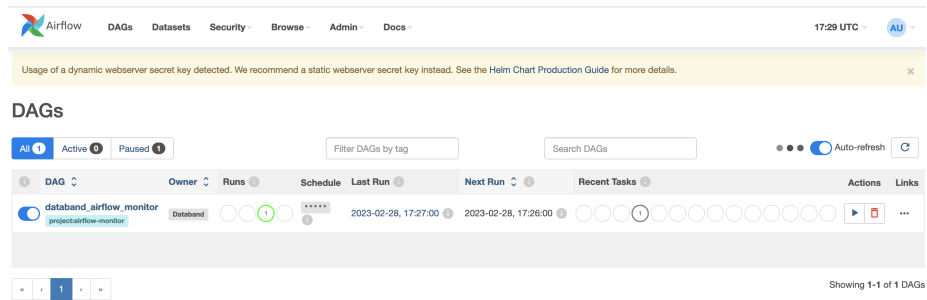 Airflow DAGs Datasets Security Browse Admin Docs 17:29 UTC AU
Usage of a dynamic webserver secret key detected. We recommend a static webserver secret key instead. See the Helm Chart Production Guide for more details. ×
DAGs
All 1 Active 0 Paused 1 Filter DAGs by tag Search DAGs Auto-refresh
DAG Owner Runs Schedule Last Run Next Run Recent Tasks Actions Links
databand_airflow_monitor Databand 1 * * * * * 2023-02-28, 17:27:00 2023-02-28, 17:26:00 1 ...
project:airflow-monitor
« ‹ 1 › » Showing 1-1 of 1 DAGs